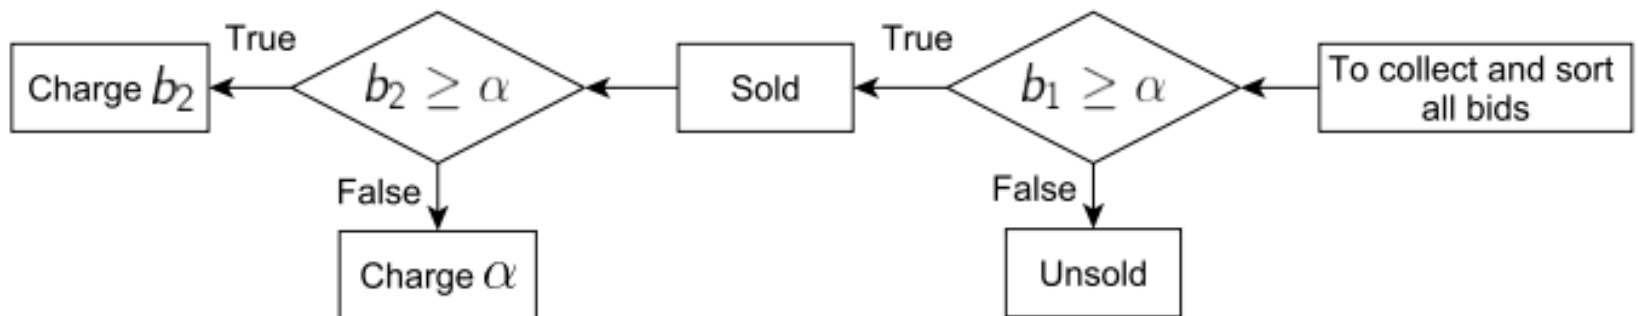 To collect and sort
all bids
b₁ ≥ α
True
False
Sold
Unsold
b₂ ≥ α
True
False
Charge b₂
Charge α